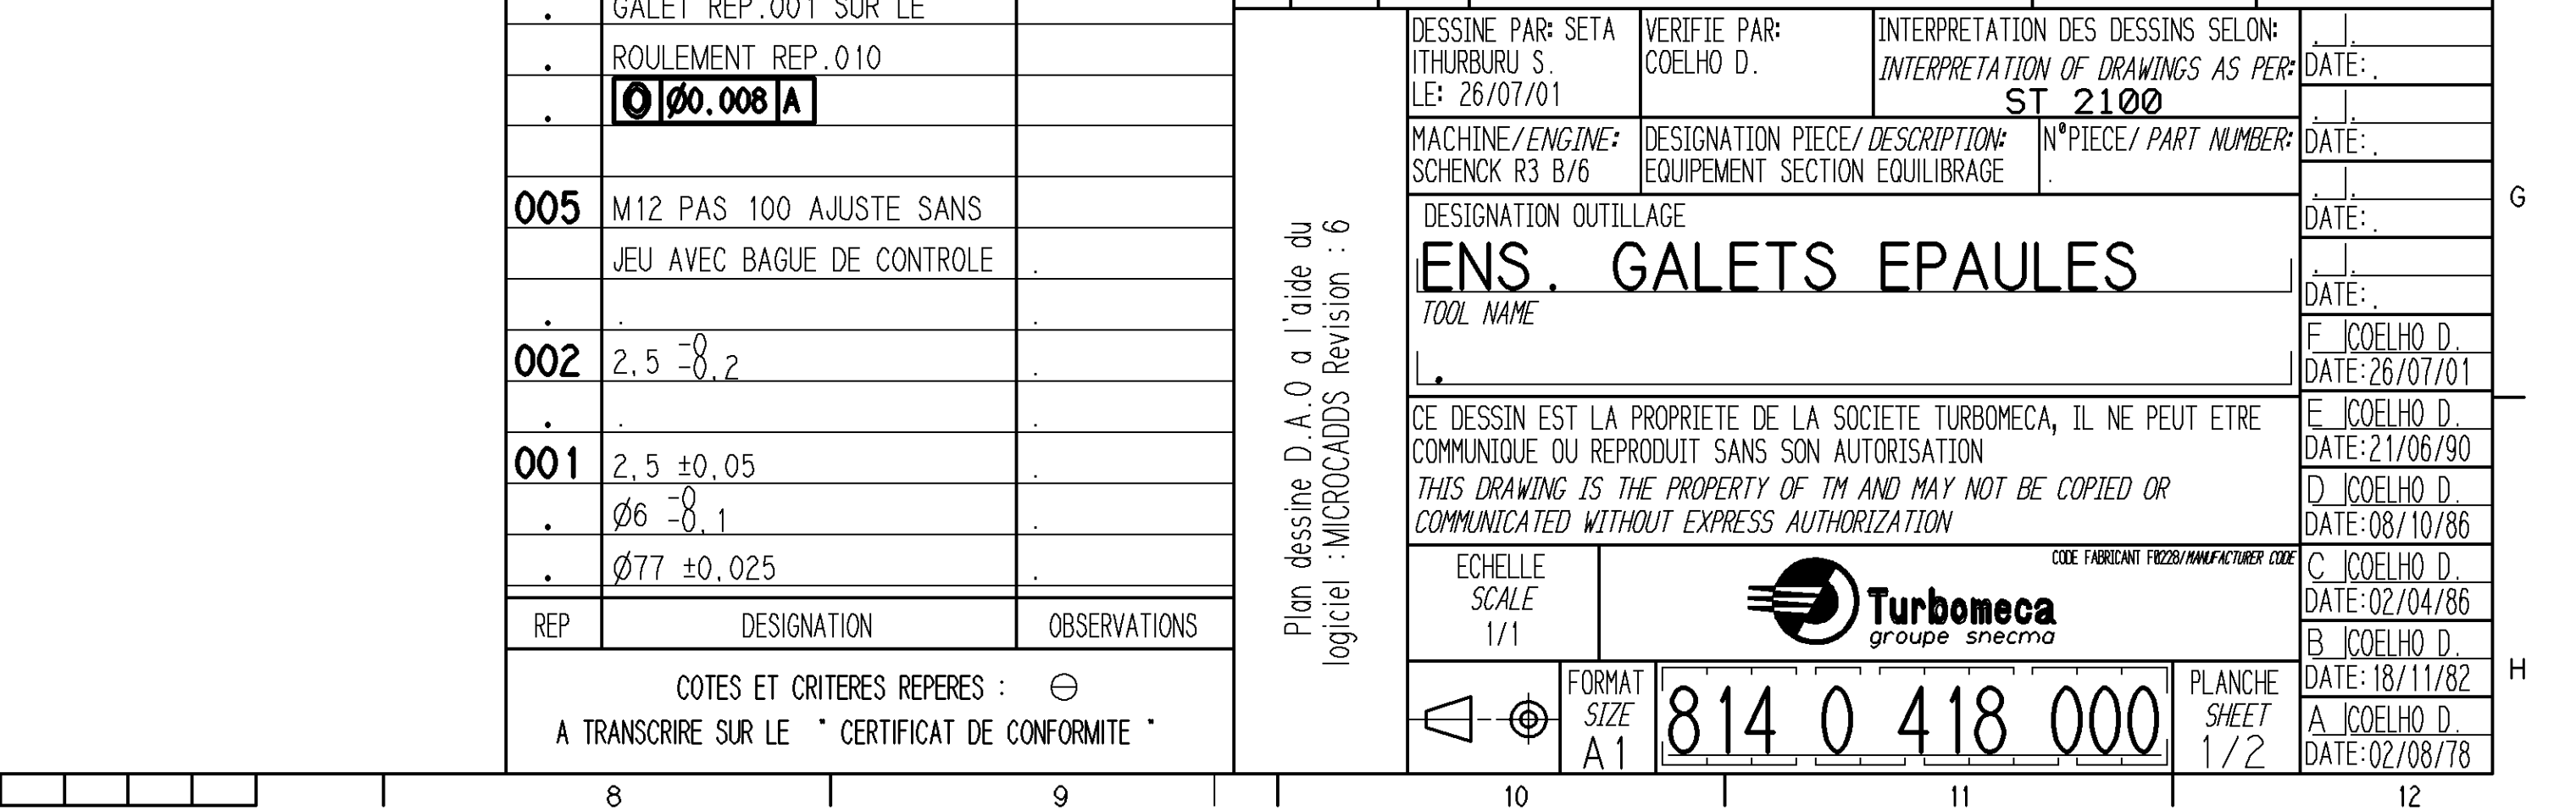 GALET REP.001 SUR LE
ROULEMENT REP.010
Ø0.008 A
005 M12 PAS 100 AJUSTE SANS
JEU AVEC BAGUE DE CONTROLE .
. . .
002 2,5 -0 -0,2 .
. .
001 2,5 ±0,05 .
. Ø6 -0 -0,1 .
. Ø77 ±0,025 .
REP DESIGNATION OBSERVATIONS
COTES ET CRITERES REPERES : ⊖
A TRANSCRIRE SUR LE " CERTIFICAT DE CONFORMITE "
Plan dessine D.A.O a l'aide du
logiciel :MICROCADDS Revision : 6
DESSINE PAR: SETA
ITHURBURU S.
LE: 26/07/01
VERIFIE PAR:
COELHO D.
INTERPRETATION DES DESSINS SELON:
INTERPRETATION OF DRAWINGS AS PER:
ST 2100
MACHINE/ENGINE:
SCHENCK R3 B/6
DESIGNATION PIECE/DESCRIPTION:
EQUIPEMENT SECTION EQUILIBRAGE
N°PIECE/ PART NUMBER:
.
DESIGNATION OUTILLAGE
ENS. GALETS EPAULES
TOOL NAME
.
CE DESSIN EST LA PROPRIETE DE LA SOCIETE TURBOMECA, IL NE PEUT ETRE
COMMUNIQUE OU REPRODUIT SANS SON AUTORISATION
THIS DRAWING IS THE PROPERTY OF TM AND MAY NOT BE COPIED OR
COMMUNICATED WITHOUT EXPRESS AUTHORIZATION
ECHELLE
SCALE
1/1
CODE FABRICANT F0228/MANUFACTURER CODE
Turbomeca
groupe snecma
FORMAT
SIZE
A1
814 0 418 000
PLANCHE
SHEET
1/2
. .
DATE: .
. .
DATE: .
. .
DATE: .
. .
DATE: .
F COELHO D.
DATE:26/07/01
E COELHO D.
DATE:21/06/90
D COELHO D.
DATE:08/10/86
C COELHO D.
DATE:02/04/86
B COELHO D.
DATE:18/11/82
A COELHO D.
DATE:02/08/78
G
H
8 9 10 11 12